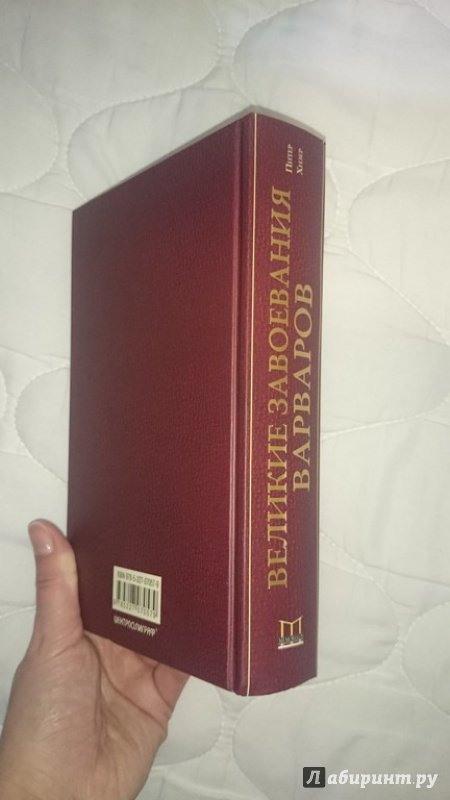 Питер
Хизер
ВЕЛИКИЕ ЗАВОЕВАНИЯ
ВАРВАРОВ
ЦЕНТРПОЛИГРАФ
Лабиринт.ру